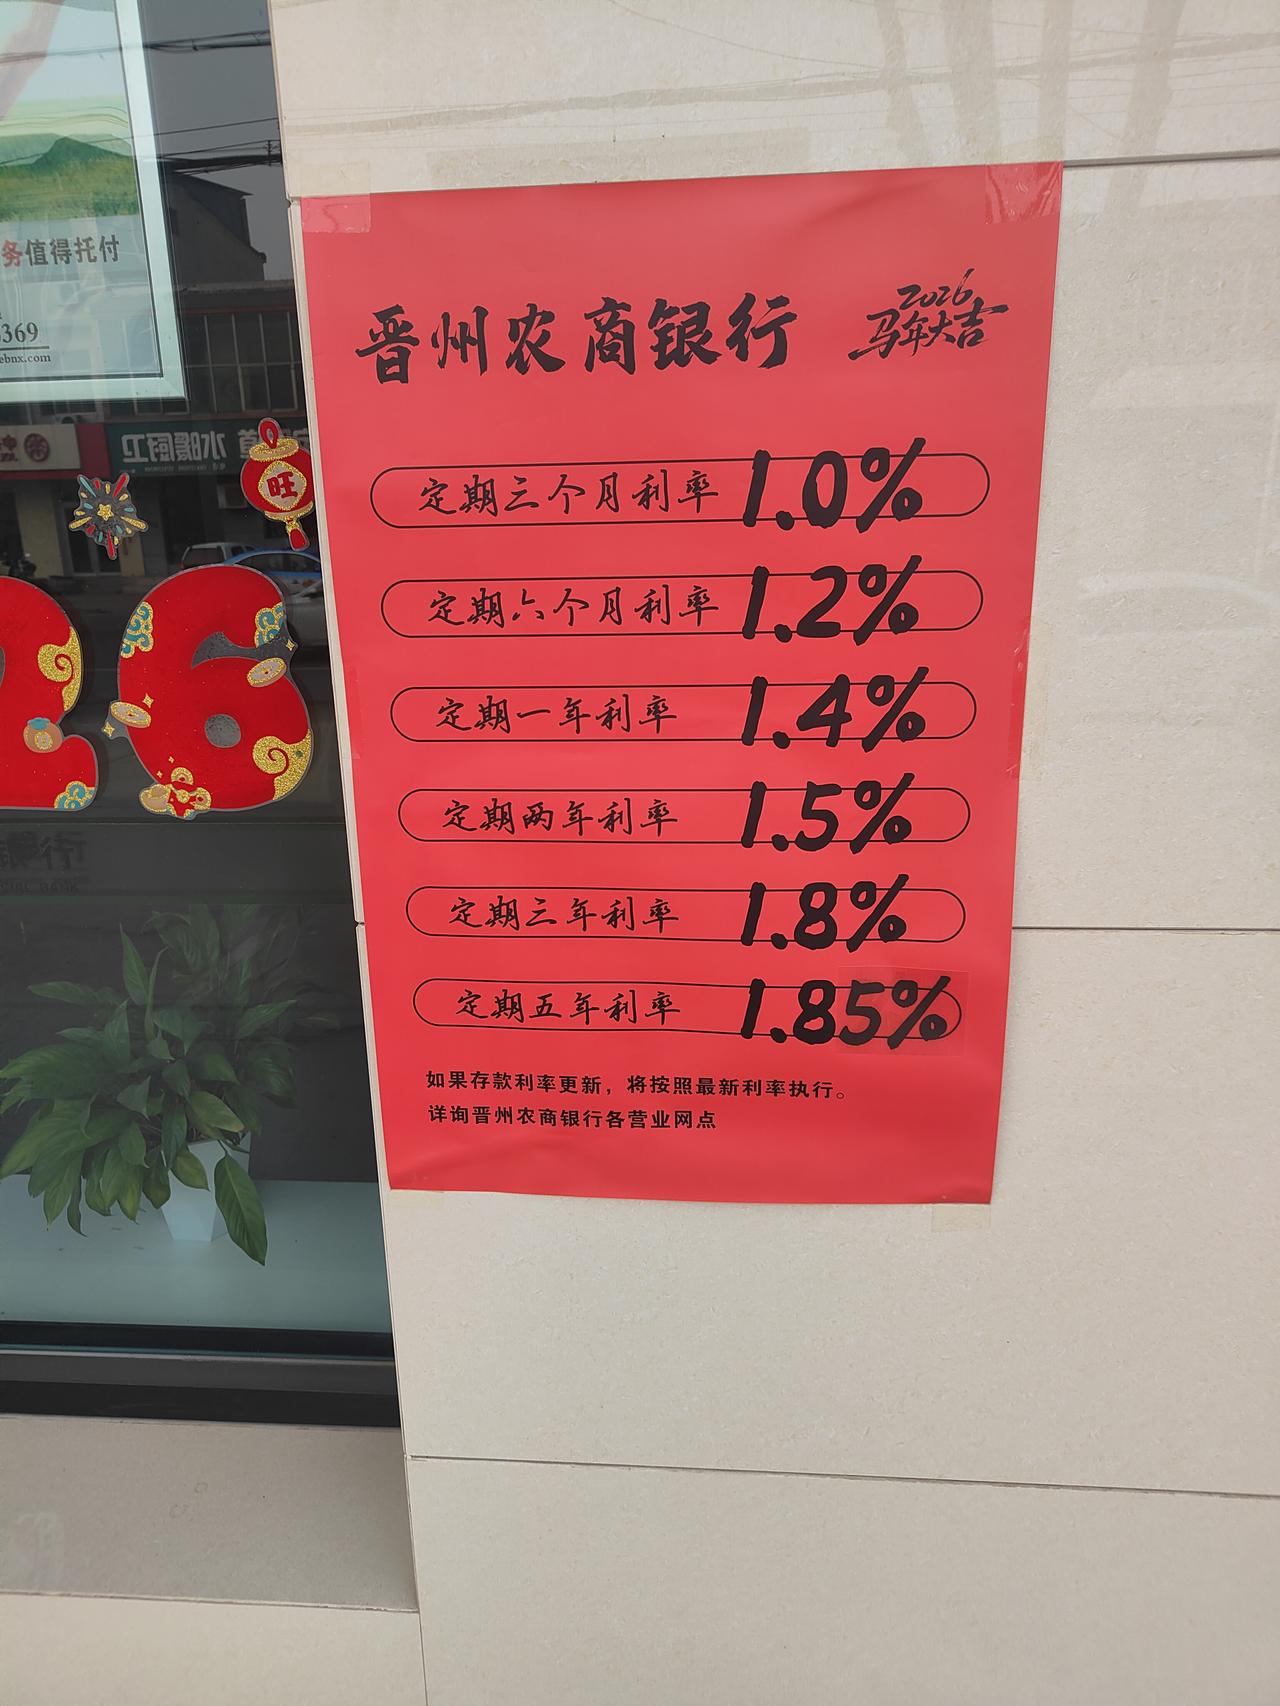 务值得托付
369
ebnx.com
旺
26
晋州农商银行
2026
马年大吉
定期三个月利率 1.0%
定期六个月利率 1.2%
定期一年利率 1.4%
定期两年利率 1.5%
定期三年利率 1.8%
定期五年利率 1.85%
如果存款利率更新，将按照最新利率执行。
详询晋州农商银行各营业网点